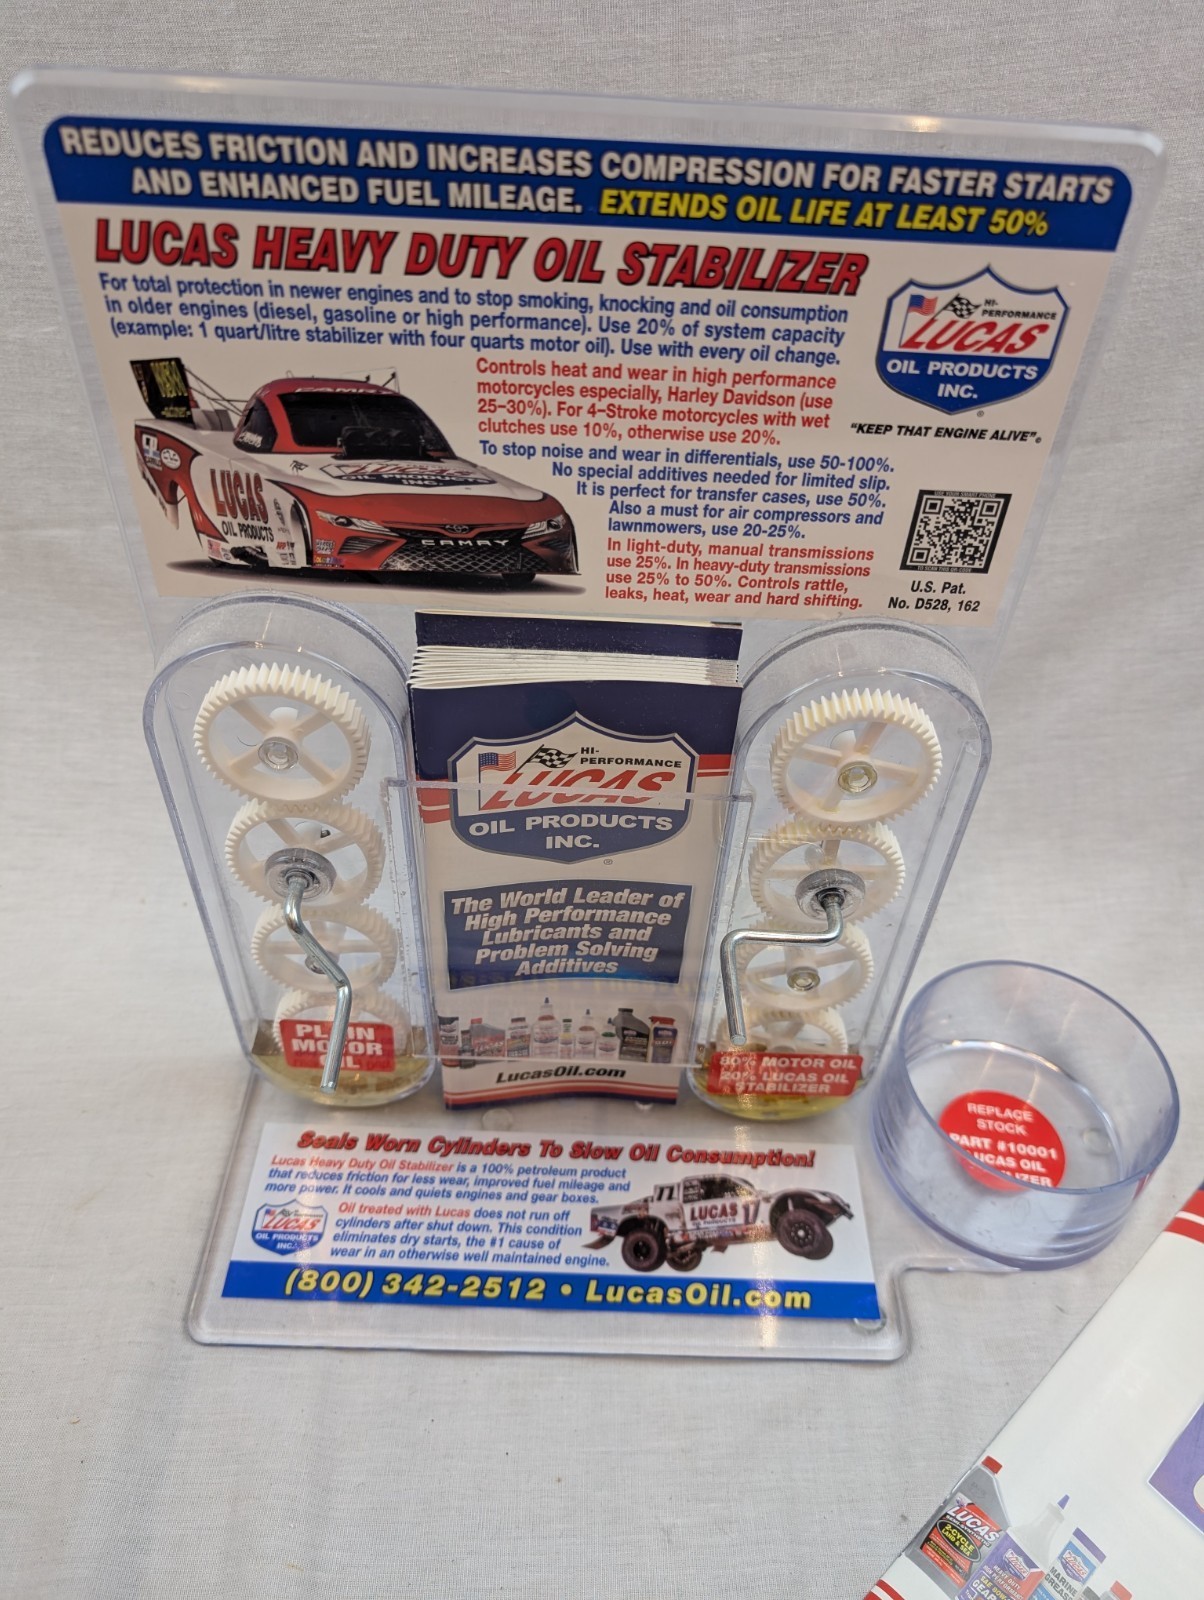 REDUCES FRICTION AND INCREASES COMPRESSION FOR FASTER STARTS
AND ENHANCED FUEL MILEAGE. EXTENDS OIL LIFE AT LEAST 50%
LUCAS HEAVY DUTY OIL STABILIZER
For total protection in newer engines and to stop smoking, knocking and oil consumption
in older engines (diesel, gasoline or high performance). Use 20% of system capacity
(example: 1 quart/litre stabilizer with four quarts motor oil). Use with every oil change.
HI-
PERFORMANCE
LUCAS
OIL PRODUCTS
INC.
®
"KEEP THAT ENGINE ALIVE"®
Controls heat and wear in high performance
motorcycles especially, Harley Davidson (use
25–30%). For 4–Stroke motorcycles with wet
clutches use 10%, otherwise use 20%.
To stop noise and wear in differentials, use 50-100%.
No special additives needed for limited slip.
It is perfect for transfer cases, use 50%.
Also a must for air compressors and
lawnmowers, use 20-25%.
In light-duty, manual transmissions
use 25%. In heavy-duty transmissions
use 25% to 50%. Controls rattle,
leaks, heat, wear and hard shifting.
U.S. Pat.
No. D528, 162
CAMRY
LUCAS
OIL PRODUCTS
INC.
LUCAS
OIL PRODUCTS
CAMRY
HI-
PERFORMANCE
LUCAS
OIL PRODUCTS
INC.
®
The World Leader of
High Performance
Lubricants and
Problem Solving
Additives
LucasOil.com
PLAIN
MOTOR
OIL
80% MOTOR OIL
20% LUCAS OIL
STABILIZER
REPLACE
STOCK
PART #10001
LUCAS OIL
Seals Worn Cylinders To Slow Oil Consumption!
Lucas Heavy Duty Oil Stabilizer is a 100% petroleum product
that reduces friction for less wear, improved fuel mileage and
more power. It cools and quiets engines and gear boxes.
Oil treated with Lucas does not run off
cylinders after shut down. This condition
eliminates dry starts, the #1 cause of
wear in an otherwise well maintained engine.
LUCAS
OIL PRODUCTS
INC.
LUCAS
17
(800) 342-2512 • LucasOil.com
LUCAS
2-CYCLE
LAND & SEA
MARINE
GREASE